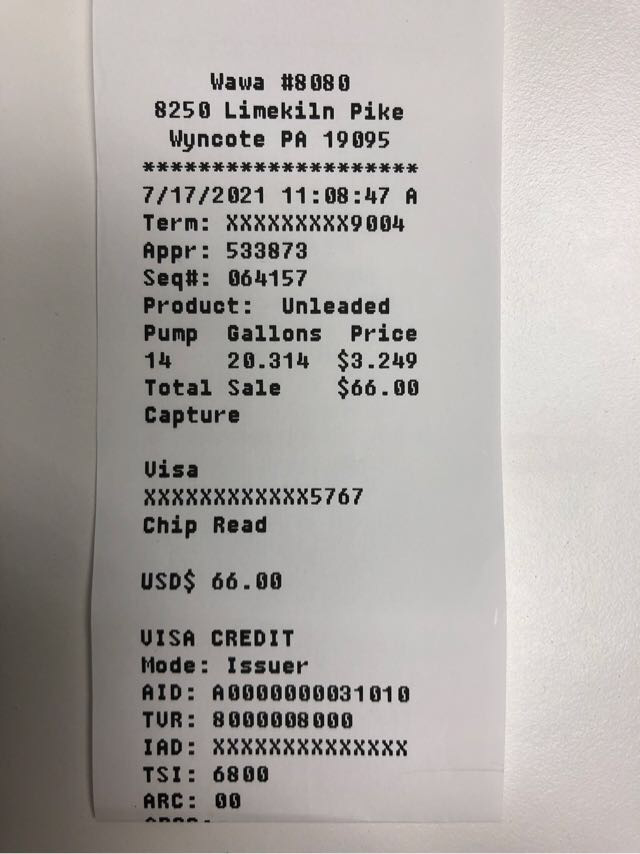 Wawa #8080
8250 Limekiln Pike
Wyncote PA 19095
********************
7/17/2021 11:08:47 A
Term: XXXXXXXXX9004
Appr: 533873
Seq#: 064157
Product: Unleaded
Pump Gallons Price
14 20.314 $3.249
Total Sale $66.00
Capture
Visa
XXXXXXXXXXXX5767
Chip Read
USD$ 66.00
VISA CREDIT
Mode: Issuer
AID: A0000000031010
TVR: 8000008000
IAD: XXXXXXXXXXXXXX
TSI: 6800
ARC: 00